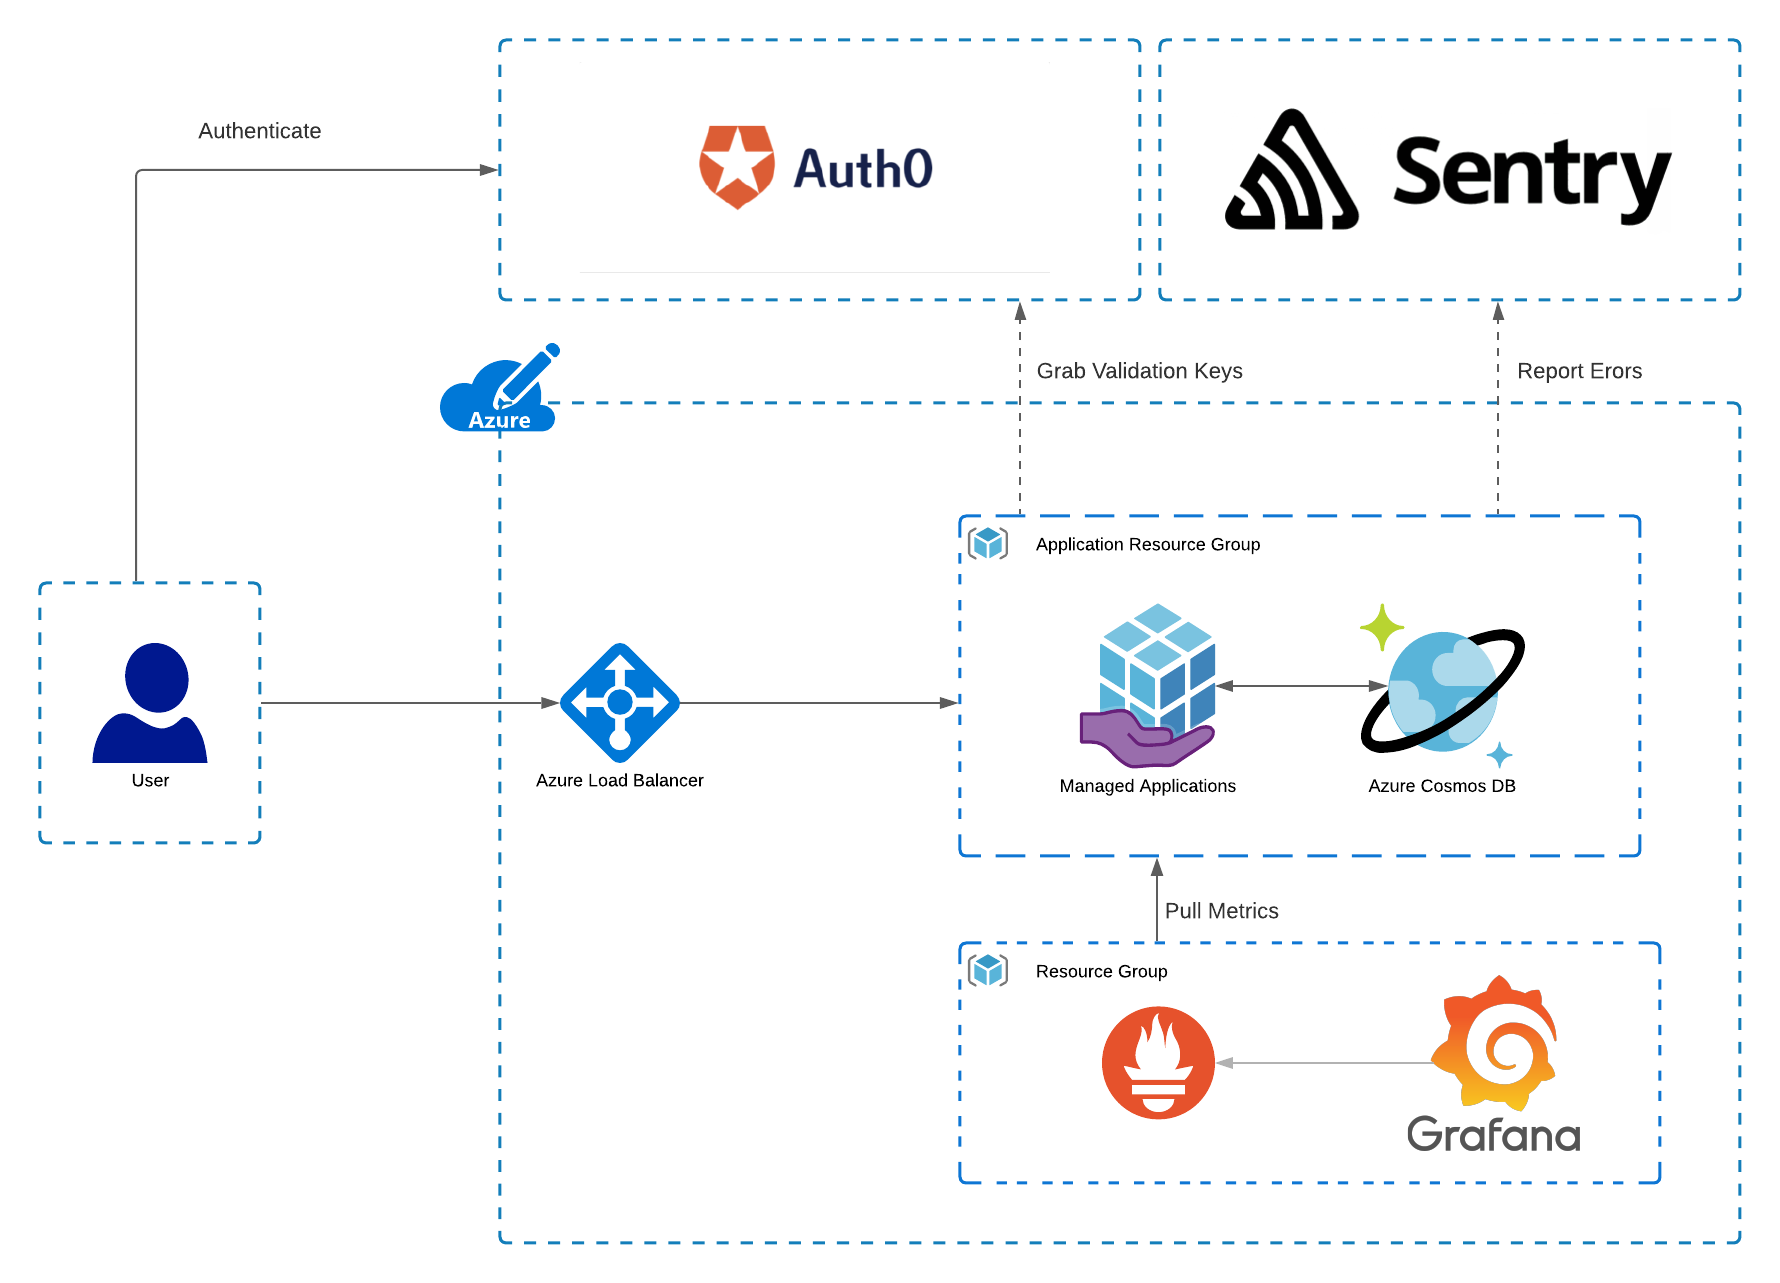 Authenticate
Auth0
Sentry
Azure
Grab Validation Keys
Report Erors
Application Resource Group
User
Azure Load Balancer
Managed Applications
Azure Cosmos DB
Pull Metrics
Resource Group
Grafana